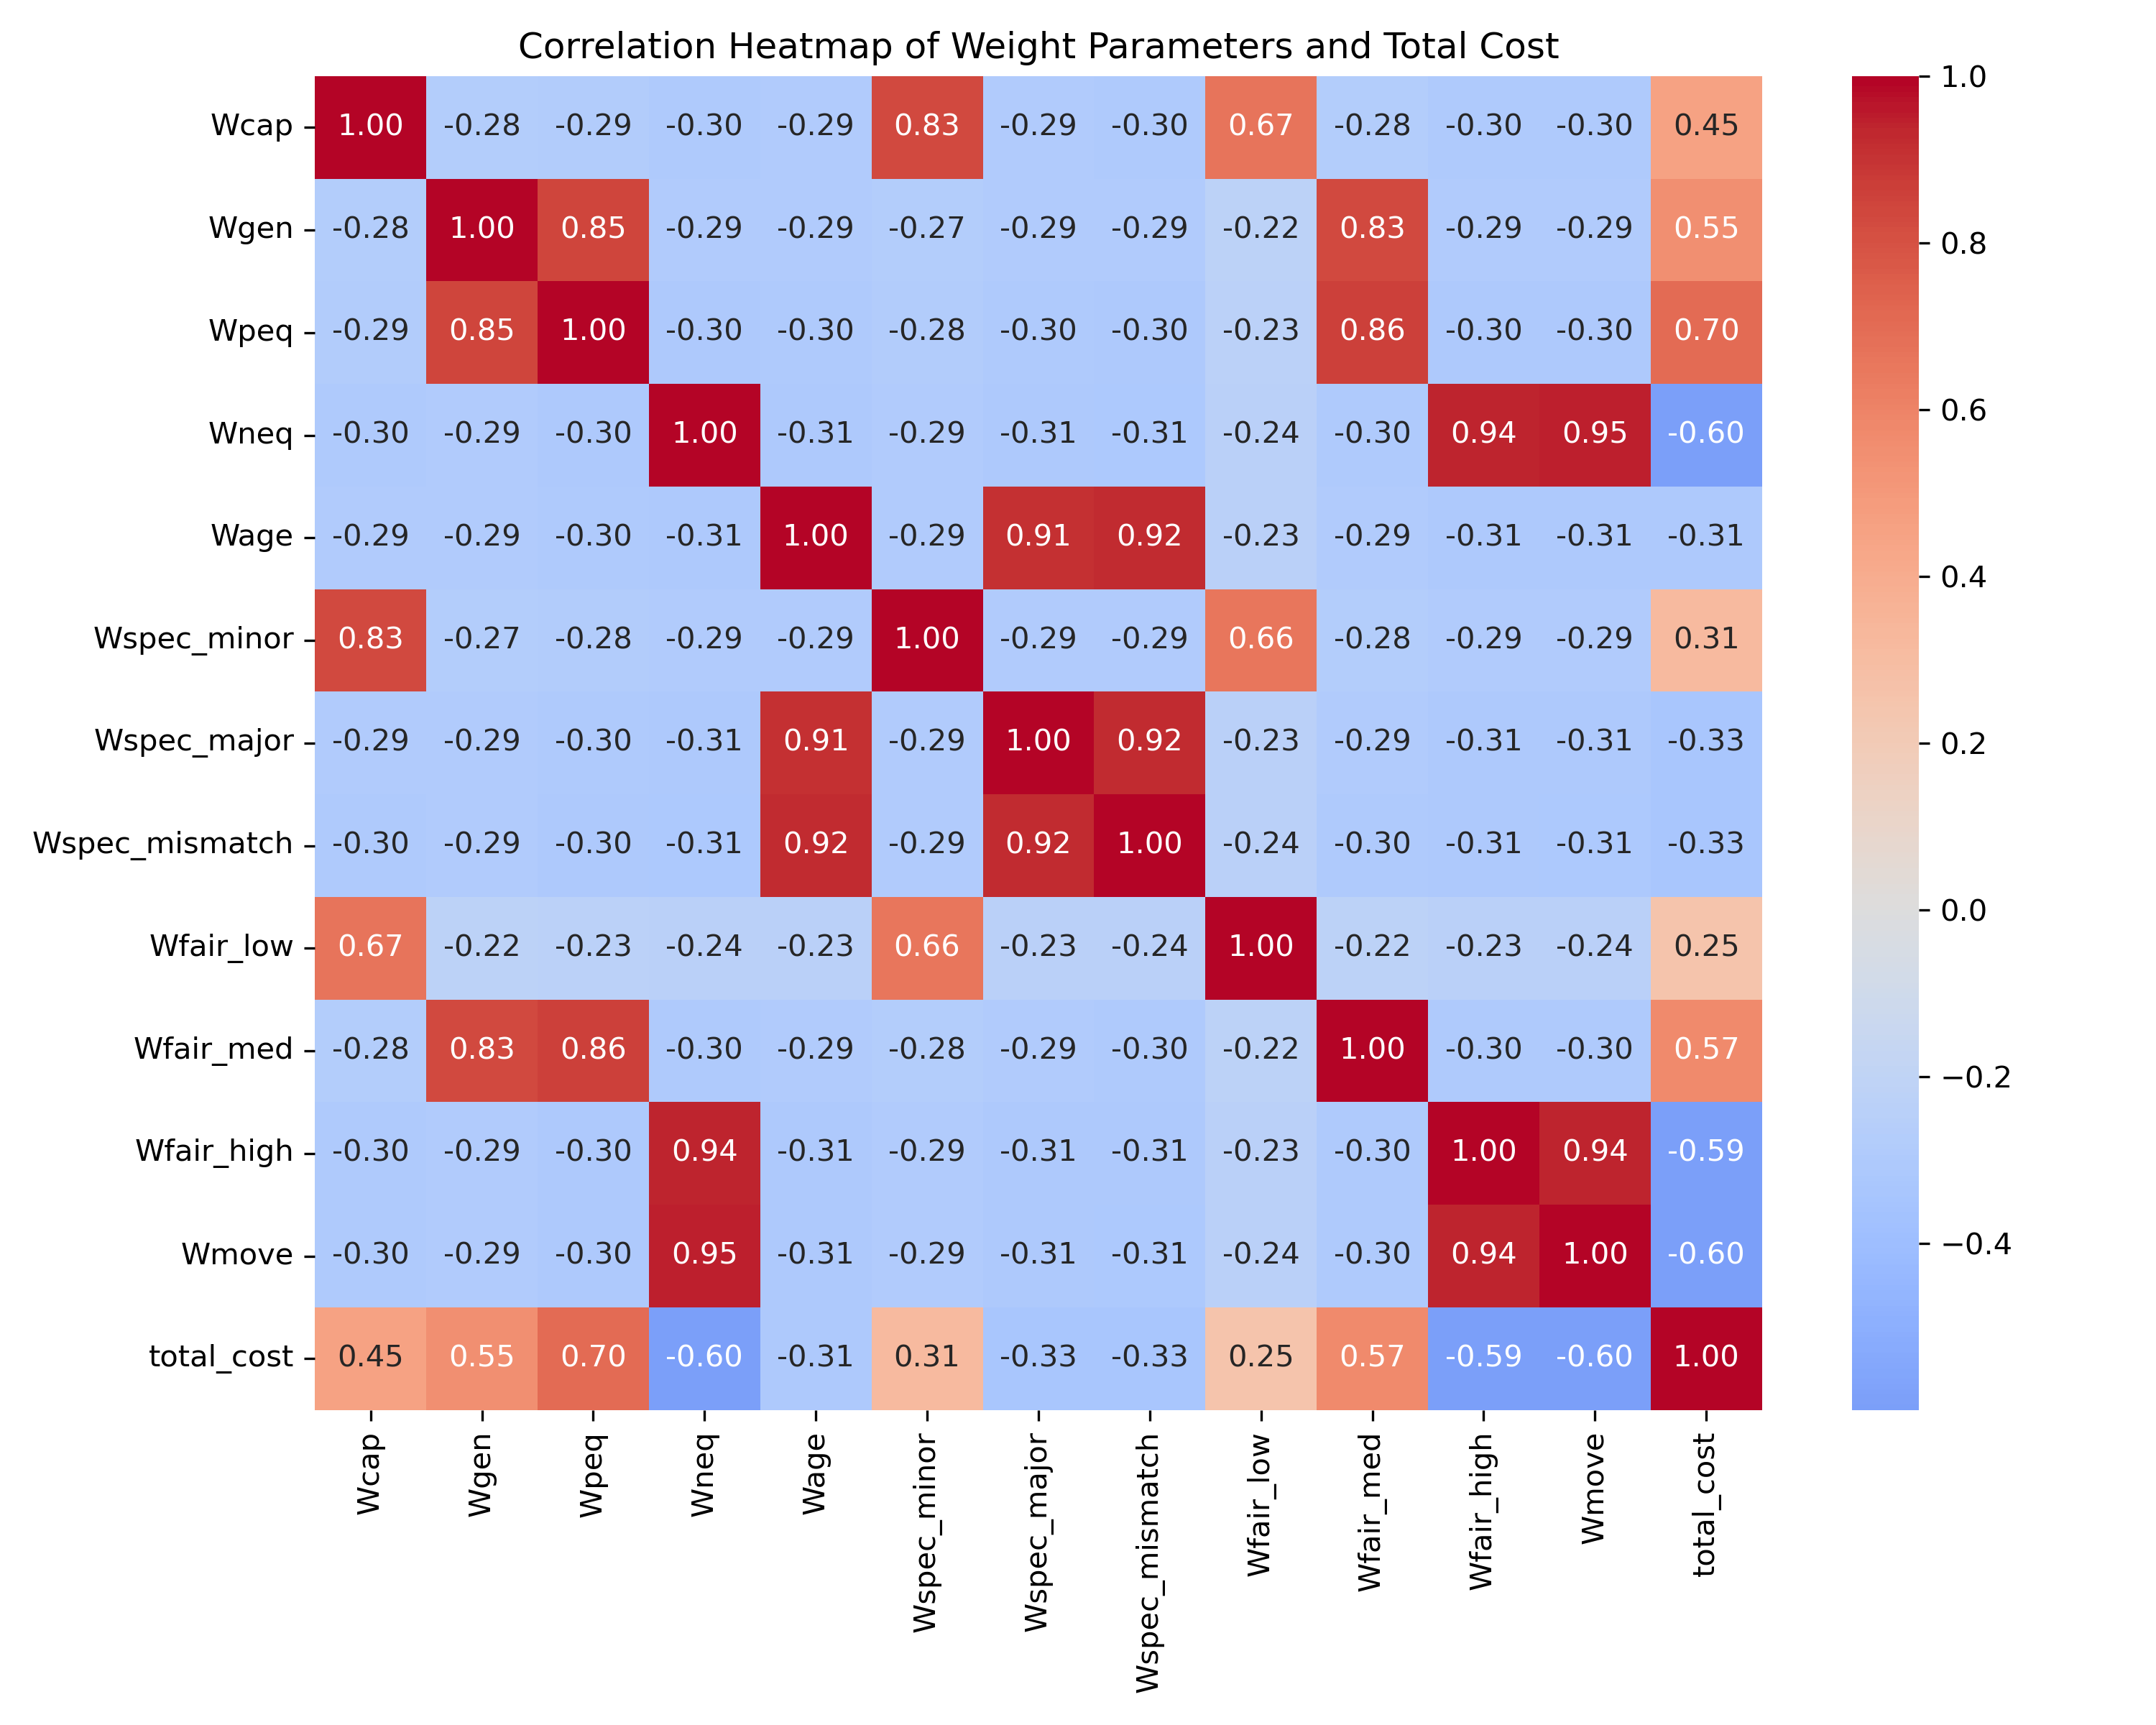 Correlation Heatmap of Weight Parameters and Total Cost
Wcap 1.00 -0.28 -0.29 -0.30 -0.29 0.83 -0.29 -0.30 0.67 -0.28 -0.30 -0.30 0.45
Wgen -0.28 1.00 0.85 -0.29 -0.29 -0.27 -0.29 -0.29 -0.22 0.83 -0.29 -0.29 0.55
Wpeq -0.29 0.85 1.00 -0.30 -0.30 -0.28 -0.30 -0.30 -0.23 0.86 -0.30 -0.30 0.70
Wneq -0.30 -0.29 -0.30 1.00 -0.31 -0.29 -0.31 -0.31 -0.24 -0.30 0.94 0.95 -0.60
Wage -0.29 -0.29 -0.30 -0.31 1.00 -0.29 0.91 0.92 -0.23 -0.29 -0.31 -0.31 -0.31
Wspec_minor 0.83 -0.27 -0.28 -0.29 -0.29 1.00 -0.29 -0.29 0.66 -0.28 -0.29 -0.29 0.31
Wspec_major -0.29 -0.29 -0.30 -0.31 0.91 -0.29 1.00 0.92 -0.23 -0.29 -0.31 -0.31 -0.33
Wspec_mismatch -0.30 -0.29 -0.30 -0.31 0.92 -0.29 0.92 1.00 -0.24 -0.30 -0.31 -0.31 -0.33
Wfair_low 0.67 -0.22 -0.23 -0.24 -0.23 0.66 -0.23 -0.24 1.00 -0.22 -0.23 -0.24 0.25
Wfair_med -0.28 0.83 0.86 -0.30 -0.29 -0.28 -0.29 -0.30 -0.22 1.00 -0.30 -0.30 0.57
Wfair_high -0.30 -0.29 -0.30 0.94 -0.31 -0.29 -0.31 -0.31 -0.23 -0.30 1.00 0.94 -0.59
Wmove -0.30 -0.29 -0.30 0.95 -0.31 -0.29 -0.31 -0.31 -0.24 -0.30 0.94 1.00 -0.60
total_cost 0.45 0.55 0.70 -0.60 -0.31 0.31 -0.33 -0.33 0.25 0.57 -0.59 -0.60 1.00
Wcap
Wgen
Wpeq
Wneq
Wage
Wspec_minor
Wspec_major
Wspec_mismatch
Wfair_low
Wfair_med
Wfair_high
Wmove
total_cost
1.0
0.8
0.6
0.4
0.2
0.0
−0.2
−0.4